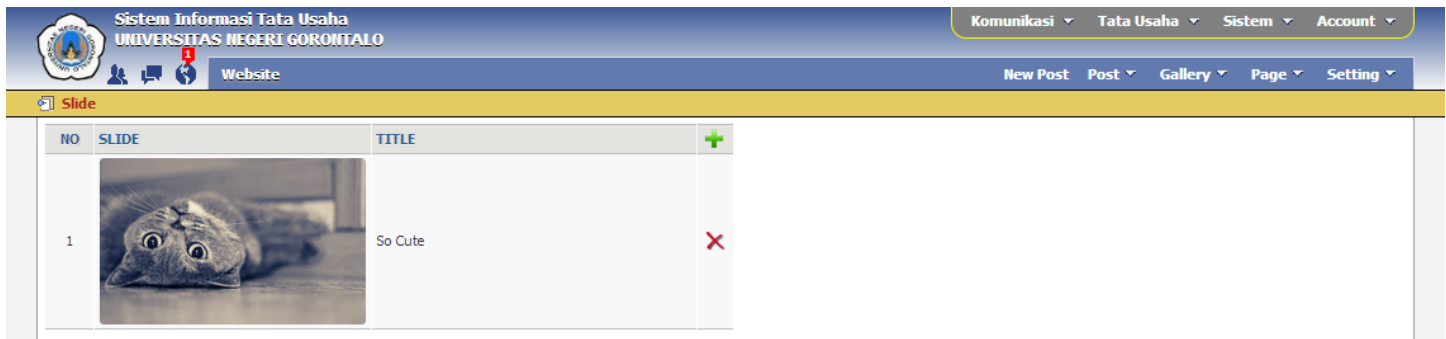 Sistem Informasi Tata Usaha
UNIVERSITAS NEGERI GORONTALO
Komunikasi Tata Usaha Sistem Account
1
Website
New Post Post Gallery Page Setting
Slide
NO SLIDE TITLE
1 So Cute